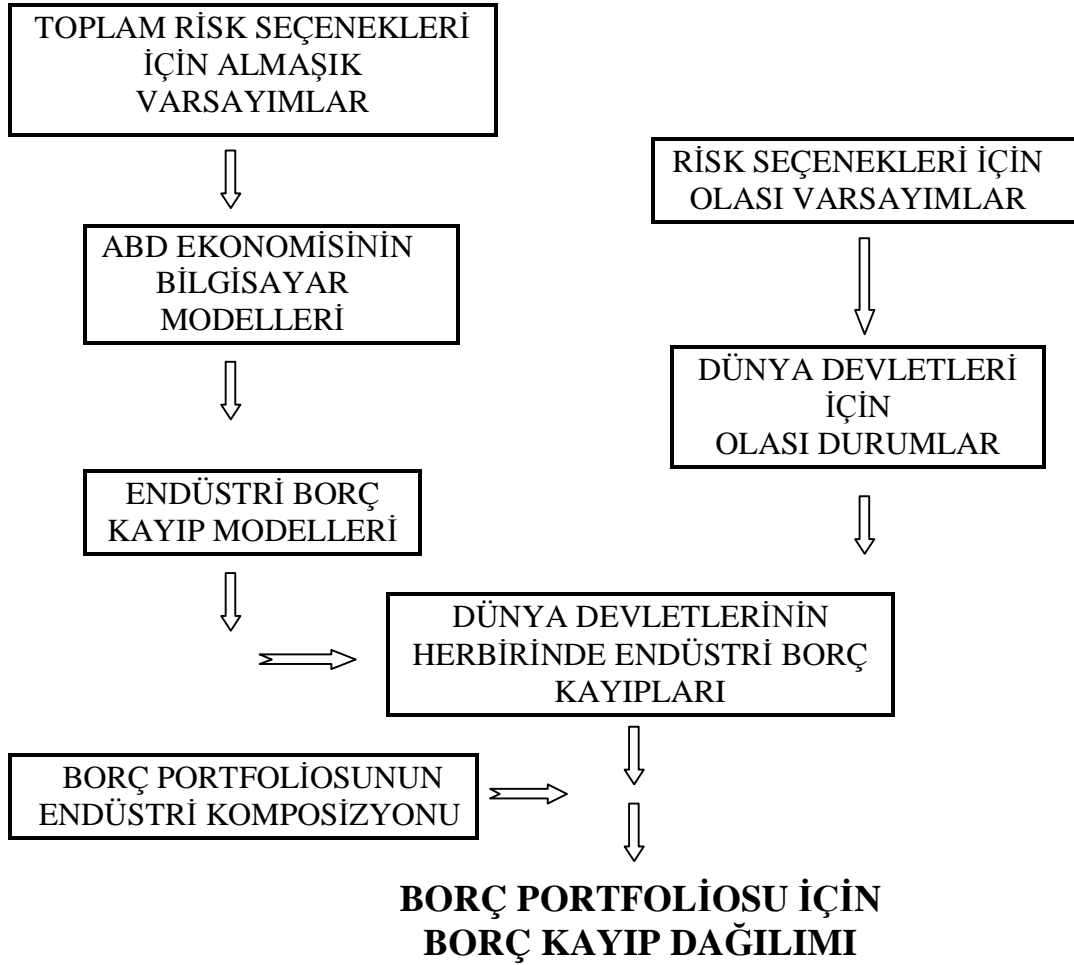 TOPLAM RİSK SEÇENEKLERİ
İÇİN ALMAŞIK
VARSAYIMLAR
RİSK SEÇENEKLERİ İÇİN
OLASI VARSAYIMLAR
ABD EKONOMİSİNİN
BİLGİSAYAR
MODELLERİ
DÜNYA DEVLETLERİ
İÇİN
OLASI DURUMLAR
ENDÜSTRİ BORÇ
KAYIP MODELLERİ
DÜNYA DEVLETLERİNİN
HERBİRİNDE ENDÜSTRİ BORÇ
KAYIPLARI
BORÇ PORTFOLİOSUNUN
ENDÜSTRİ KOMPOSİZYONU
BORÇ PORTFOLİOSU İÇİN
BORÇ KAYIP DAĞILIMI